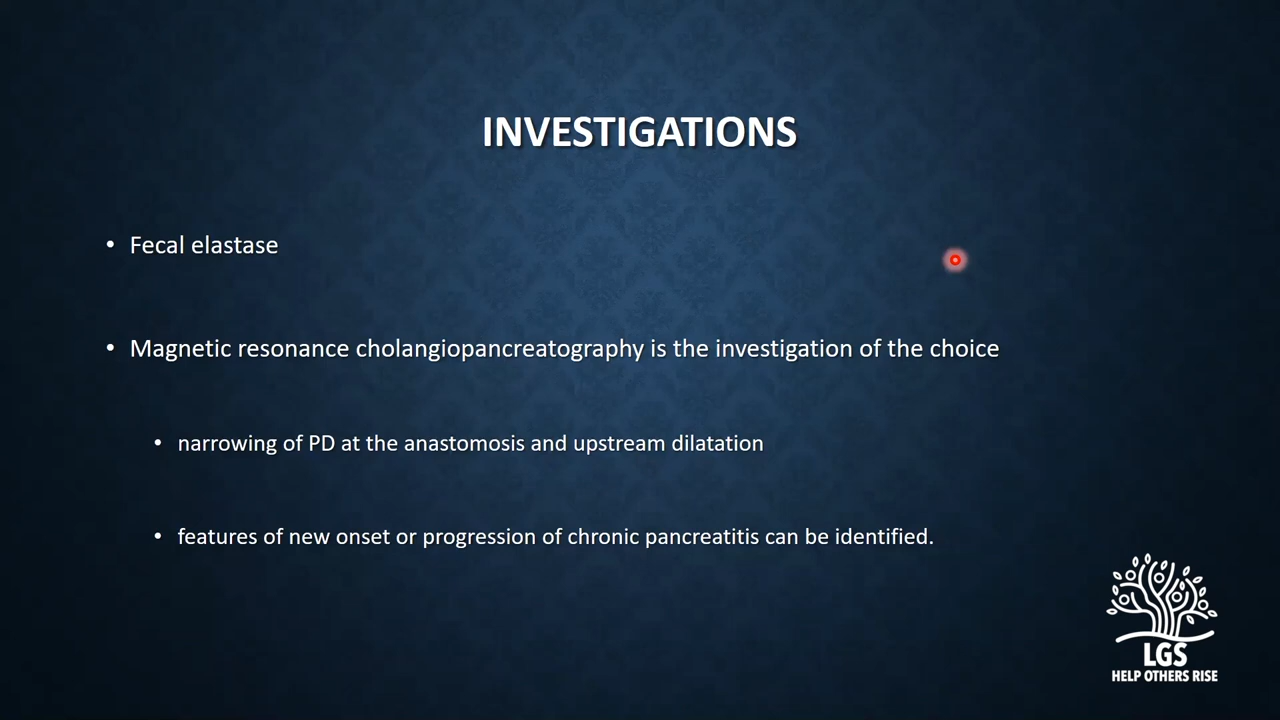 INVESTIGATIONS
• Fecal elastase
• Magnetic resonance cholangiopancreatography is the investigation of the choice
• narrowing of PD at the anastomosis and upstream dilatation
• features of new onset or progression of chronic pancreatitis can be identified.
LGS
HELP OTHERS RISE